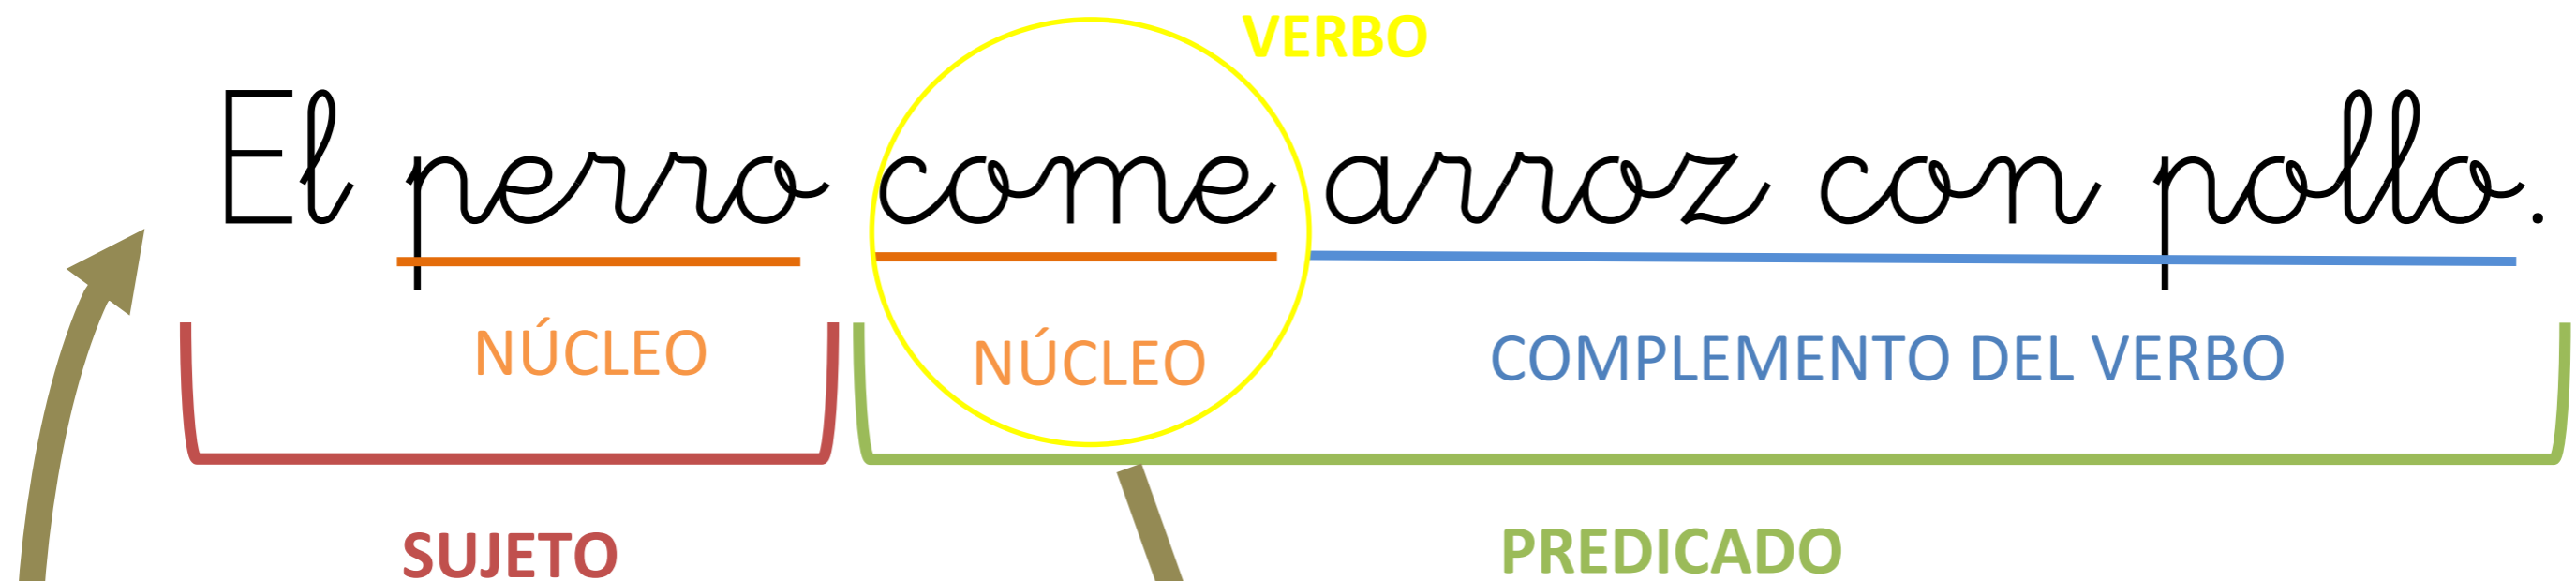 VERBO
El perro come arroz con pollo.
NÚCLEO NÚCLEO COMPLEMENTO DEL VERBO
SUJETO PREDICADO